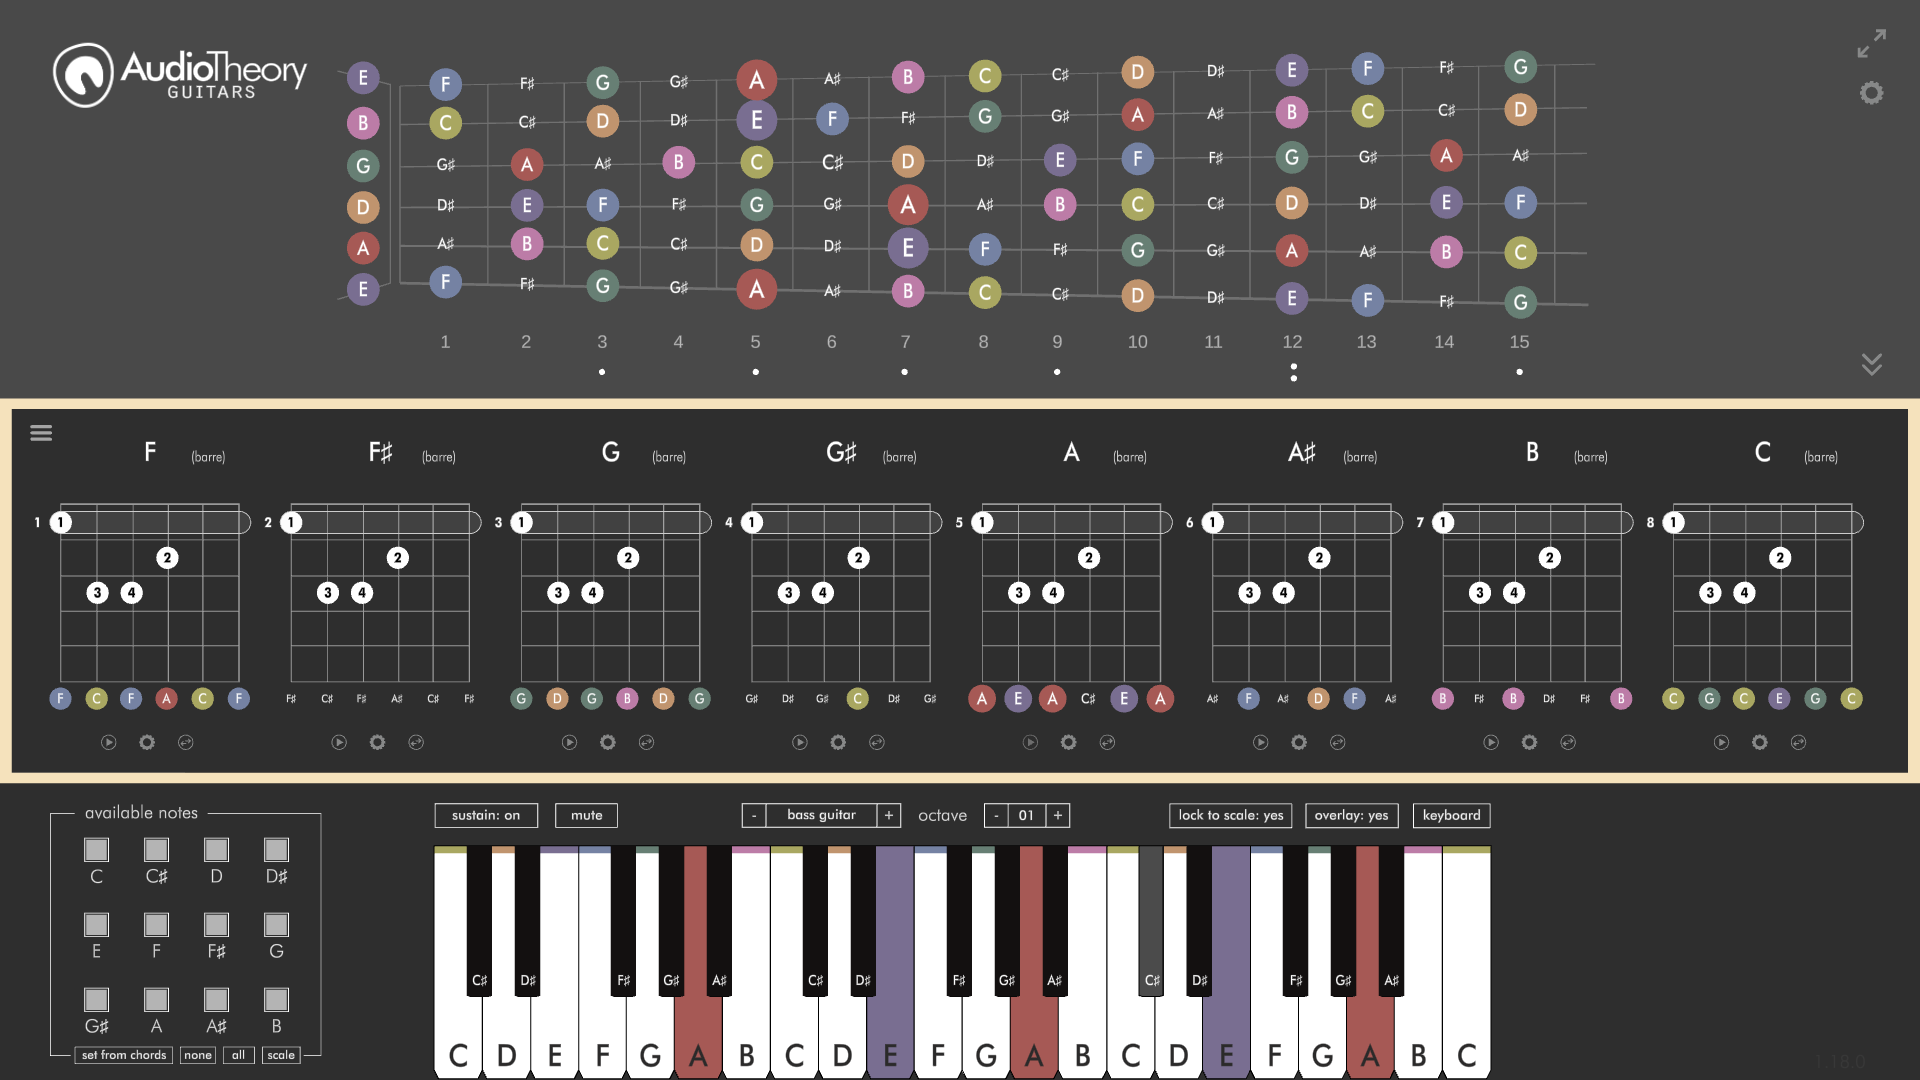 AudioTheory
GUITARS
E F F♯ G G♯ A A♯ B C C♯ D D♯ E F F♯ G
B C C♯ D D♯ E F F♯ G G♯ A A♯ B C C♯ D
G G♯ A A♯ B C C♯ D D♯ E F F♯ G G♯ A A♯
D D♯ E F F♯ G G♯ A A♯ B C C♯ D D♯ E F
A A♯ B C C♯ D D♯ E F F♯ G G♯ A A♯ B C
E F F♯ G G♯ A A♯ B C C♯ D D♯ E F F♯ G
1 2 3 4 5 6 7 8 9 10 11 12 13 14 15
F (barre) F♯ (barre) G (barre) G♯ (barre) A (barre) A♯ (barre) B (barre) C (barre)
1 1 2 1 3 1 4 1 5 1 6 1 7 1 8 1
2 2 2 2 2 2 2 2
3 4 3 4 3 4 3 4 3 4 3 4 3 4 3 4
F C F A C F F♯ C♯ F♯ A♯ C♯ F♯ G D G B D G G♯ D♯ G♯ C D♯ G♯ A E A C♯ E A A♯ F A♯ D F A♯ B F♯ B D♯ F♯ B C G C E G C
available notes
C C♯ D D♯
E F F♯ G
G♯ A A♯ B
set from chords none all scale
sustain: on mute - bass guitar + octave - 01 + lock to scale: yes overlay: yes keyboard
C♯ D♯ F♯ G♯ A♯ C♯ D♯ F♯ G♯ A♯ C♯ D♯ F♯ G♯ A♯
C D E F G A B C D E F G A B C D E F G A B C
1.18.0